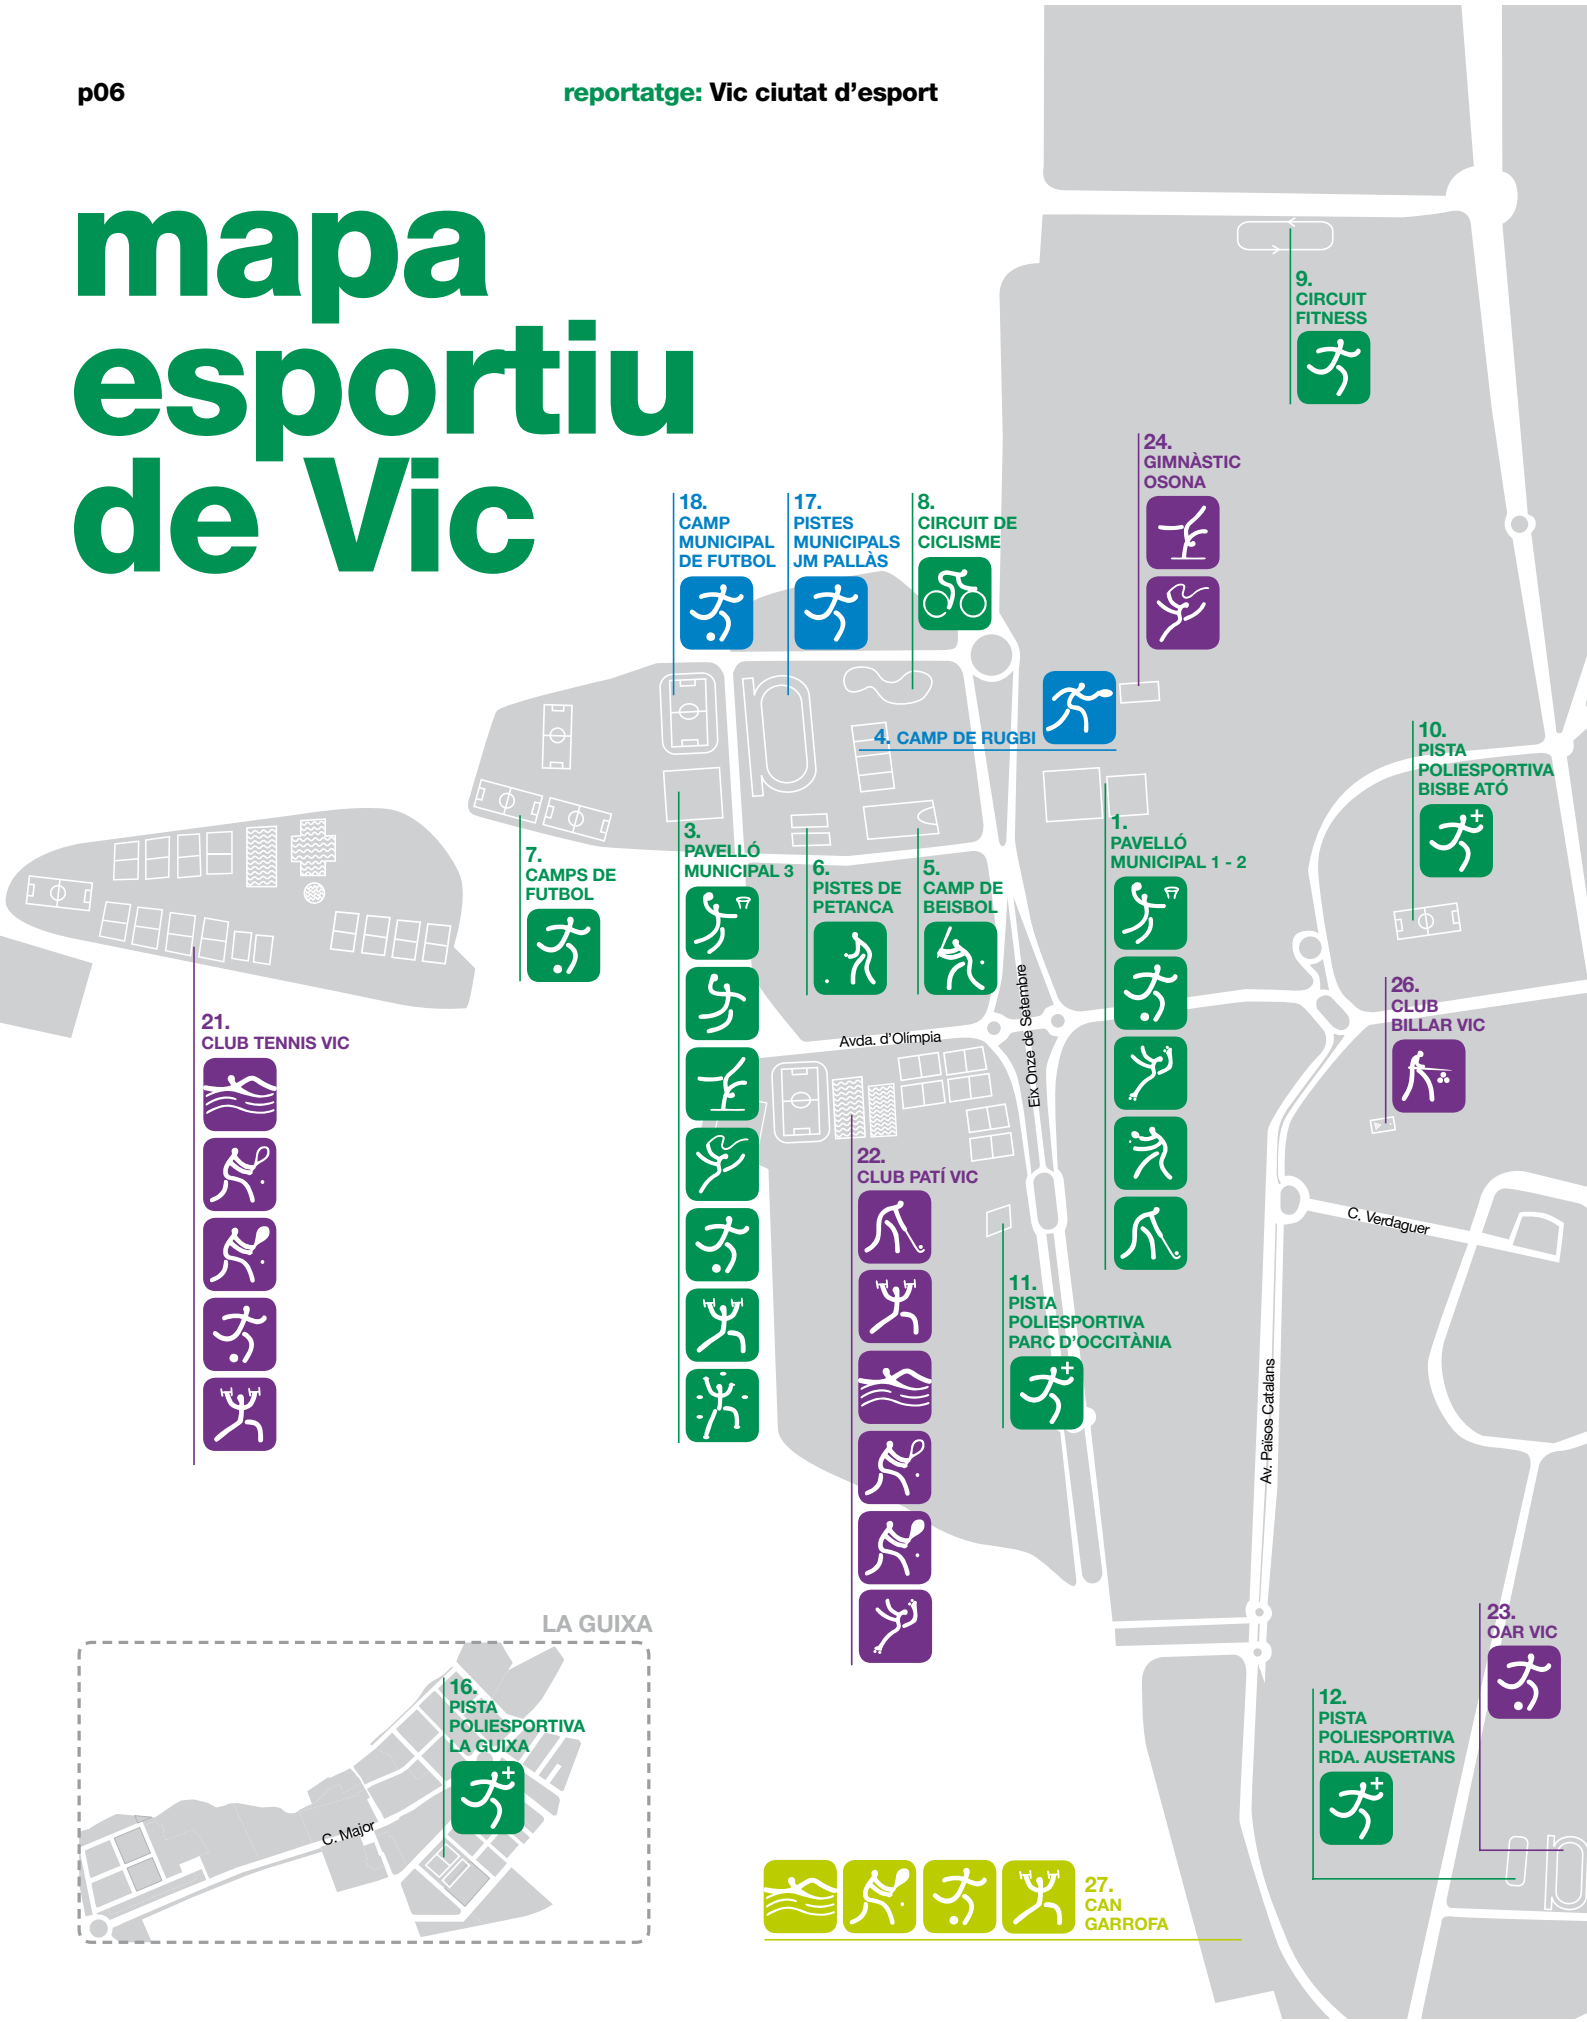 p06
reportatge: Vic ciutat d'esport
mapa
esportiu
de Vic
9.
CIRCUIT
FITNESS
24.
GIMNÀSTIC
OSONA
18.
CAMP
MUNICIPAL
DE FUTBOL
17.
PISTES
MUNICIPALS
JM PALLÀS
8.
CIRCUIT DE
CICLISME
4. CAMP DE RUGBI
10.
PISTA
POLIESPORTIVA
BISBE ATÓ
7.
CAMPS DE
FUTBOL
3.
PAVELLÓ
MUNICIPAL 3
6.
PISTES DE
PETANCA
5.
CAMP DE
BEISBOL
1.
PAVELLÓ
MUNICIPAL 1 - 2
26.
CLUB
BILLAR VIC
21.
CLUB TENNIS VIC
Avda. d'Olímpia
Eix Onze de Setembre
22.
CLUB PATÍ VIC
C. Verdaguer
11.
PISTA
POLIESPORTIVA
PARC D'OCCITÀNIA
Av. Països Catalans
23.
OAR VIC
12.
PISTA
POLIESPORTIVA
RDA. AUSETANS
LA GUIXA
16.
PISTA
POLIESPORTIVA
LA GUIXA
C. Major
27.
CAN
GARROFA